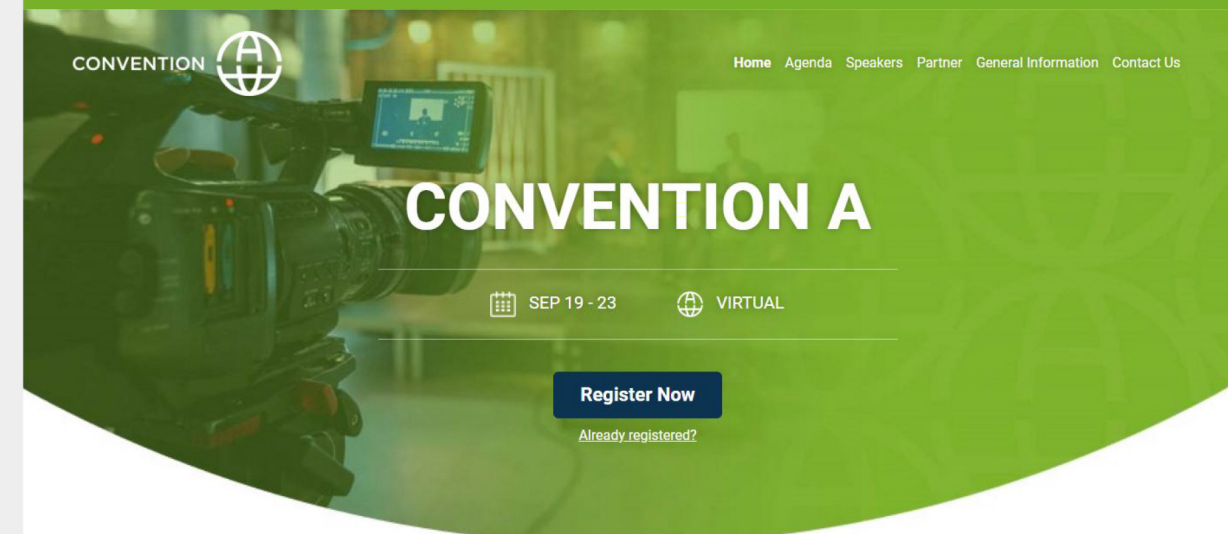 CONVENTION
Home Agenda Speakers Partner General Information Contact Us
CONVENTION A
SEP 19 - 23 VIRTUAL
Register Now
Already registered?